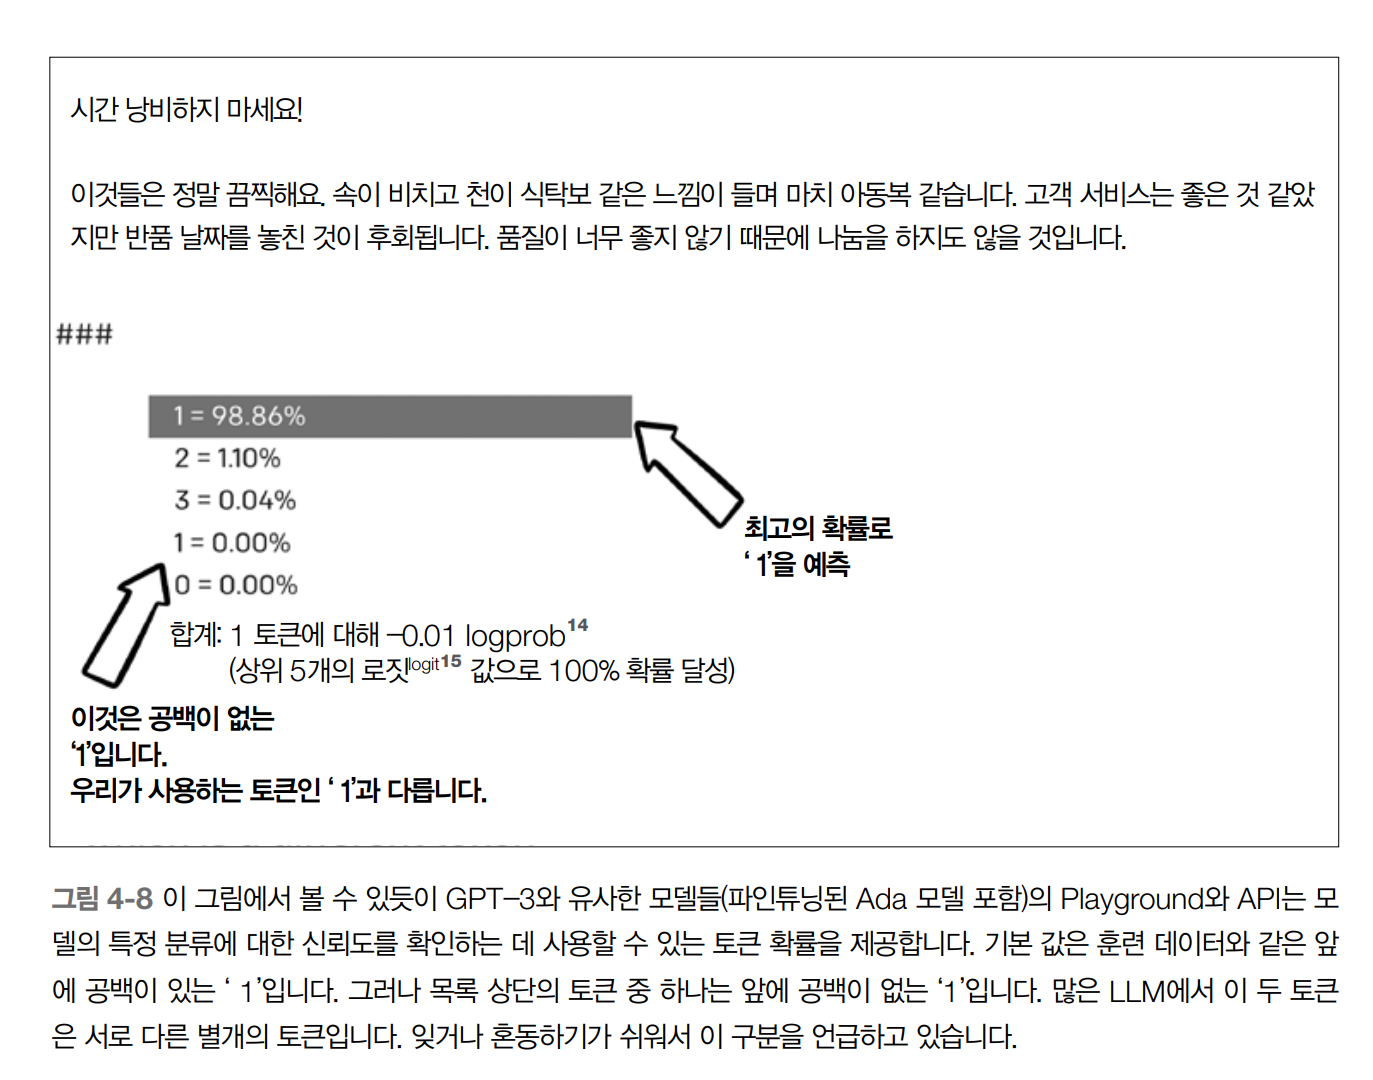 시간 낭비하지 마세요!
이것들은 정말 끔찍해요. 속이 비치고 천이 식탁보 같은 느낌이 들며 마치 아동복 같습니다. 고객 서비스는 좋은 것 같았
지만 반품 날짜를 놓친 것이 후회됩니다. 품질이 너무 좋지 않기 때문에 나눔을 하지도 않을 것입니다.
###
1 = 98.86%
2 = 1.10%
3 = 0.04%
1 = 0.00%
0 = 0.00%
최고의 확률로
‘ 1’을 예측
합계: 1 토큰에 대해 –0.01 logprob14
(상위 5개의 로짓logit15 값으로 100% 확률 달성)
이것은 공백이 없는
‘1’입니다.
우리가 사용하는 토큰인 ‘ 1’과 다릅니다.
그림 4-8 이 그림에서 볼 수 있듯이 GPT–3와 유사한 모델들(파인튜닝된 Ada 모델 포함)의 Playground와 API는 모
델의 특정 분류에 대한 신뢰도를 확인하는 데 사용할 수 있는 토큰 확률을 제공합니다. 기본 값은 훈련 데이터와 같은 앞
에 공백이 있는 ‘ 1’입니다. 그러나 목록 상단의 토큰 중 하나는 앞에 공백이 없는 ‘1’입니다. 많은 LLM에서 이 두 토큰
은 서로 다른 별개의 토큰입니다. 잊거나 혼동하기가 쉬워서 이 구분을 언급하고 있습니다.